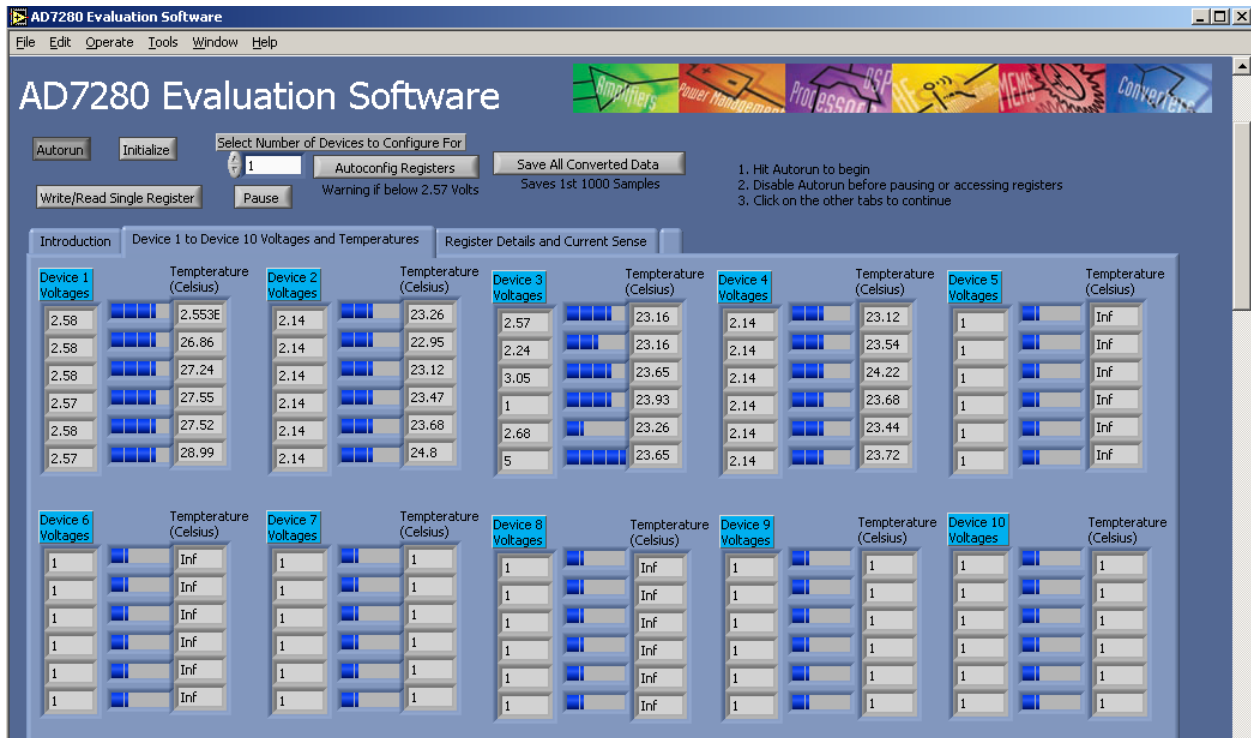 AD7280 Evaluation Software
File Edit Operate Tools Window Help
AD7280 Evaluation Software
Amplifiers Power Management Processors DSP RF MEMS Converters
Autorun Initialize Select Number of Devices to Configure For
1 Autoconfig Registers Save All Converted Data
Warning if below 2.57 Volts Saves 1st 1000 Samples
Write/Read Single Register Pause
1. Hit Autorun to begin
2. Disable Autorun before pausing or accessing registers
3. Click on the other tabs to continue
Introduction Device 1 to Device 10 Voltages and Temperatures Register Details and Current Sense
Device 1 Voltages Tempterature (Celsius) Device 2 Voltages Tempterature (Celsius) Device 3 Voltages Tempterature (Celsius) Device 4 Voltages Tempterature (Celsius) Device 5 Voltages Tempterature (Celsius)
2.58 2.553E 2.14 23.26 2.57 23.16 2.14 23.12 1 Inf
2.58 26.86 2.14 22.95 2.24 23.16 2.14 23.54 1 Inf
2.58 27.24 2.14 23.12 3.05 23.65 2.14 24.22 1 Inf
2.57 27.55 2.14 23.47 1 23.93 2.14 23.68 1 Inf
2.58 27.52 2.14 23.68 2.68 23.26 2.14 23.44 1 Inf
2.57 28.99 2.14 24.8 5 23.65 2.14 23.72 1 Inf
Device 6 Voltages Tempterature (Celsius) Device 7 Voltages Tempterature (Celsius) Device 8 Voltages Tempterature (Celsius) Device 9 Voltages Tempterature (Celsius) Device 10 Voltages Tempterature (Celsius)
1 Inf 1 1 1 Inf 1 1 1 1
1 Inf 1 1 1 Inf 1 1 1 1
1 Inf 1 1 1 Inf 1 1 1 1
1 Inf 1 1 1 Inf 1 1 1 1
1 Inf 1 1 1 Inf 1 1 1 1
1 Inf 1 1 1 Inf 1 1 1 1